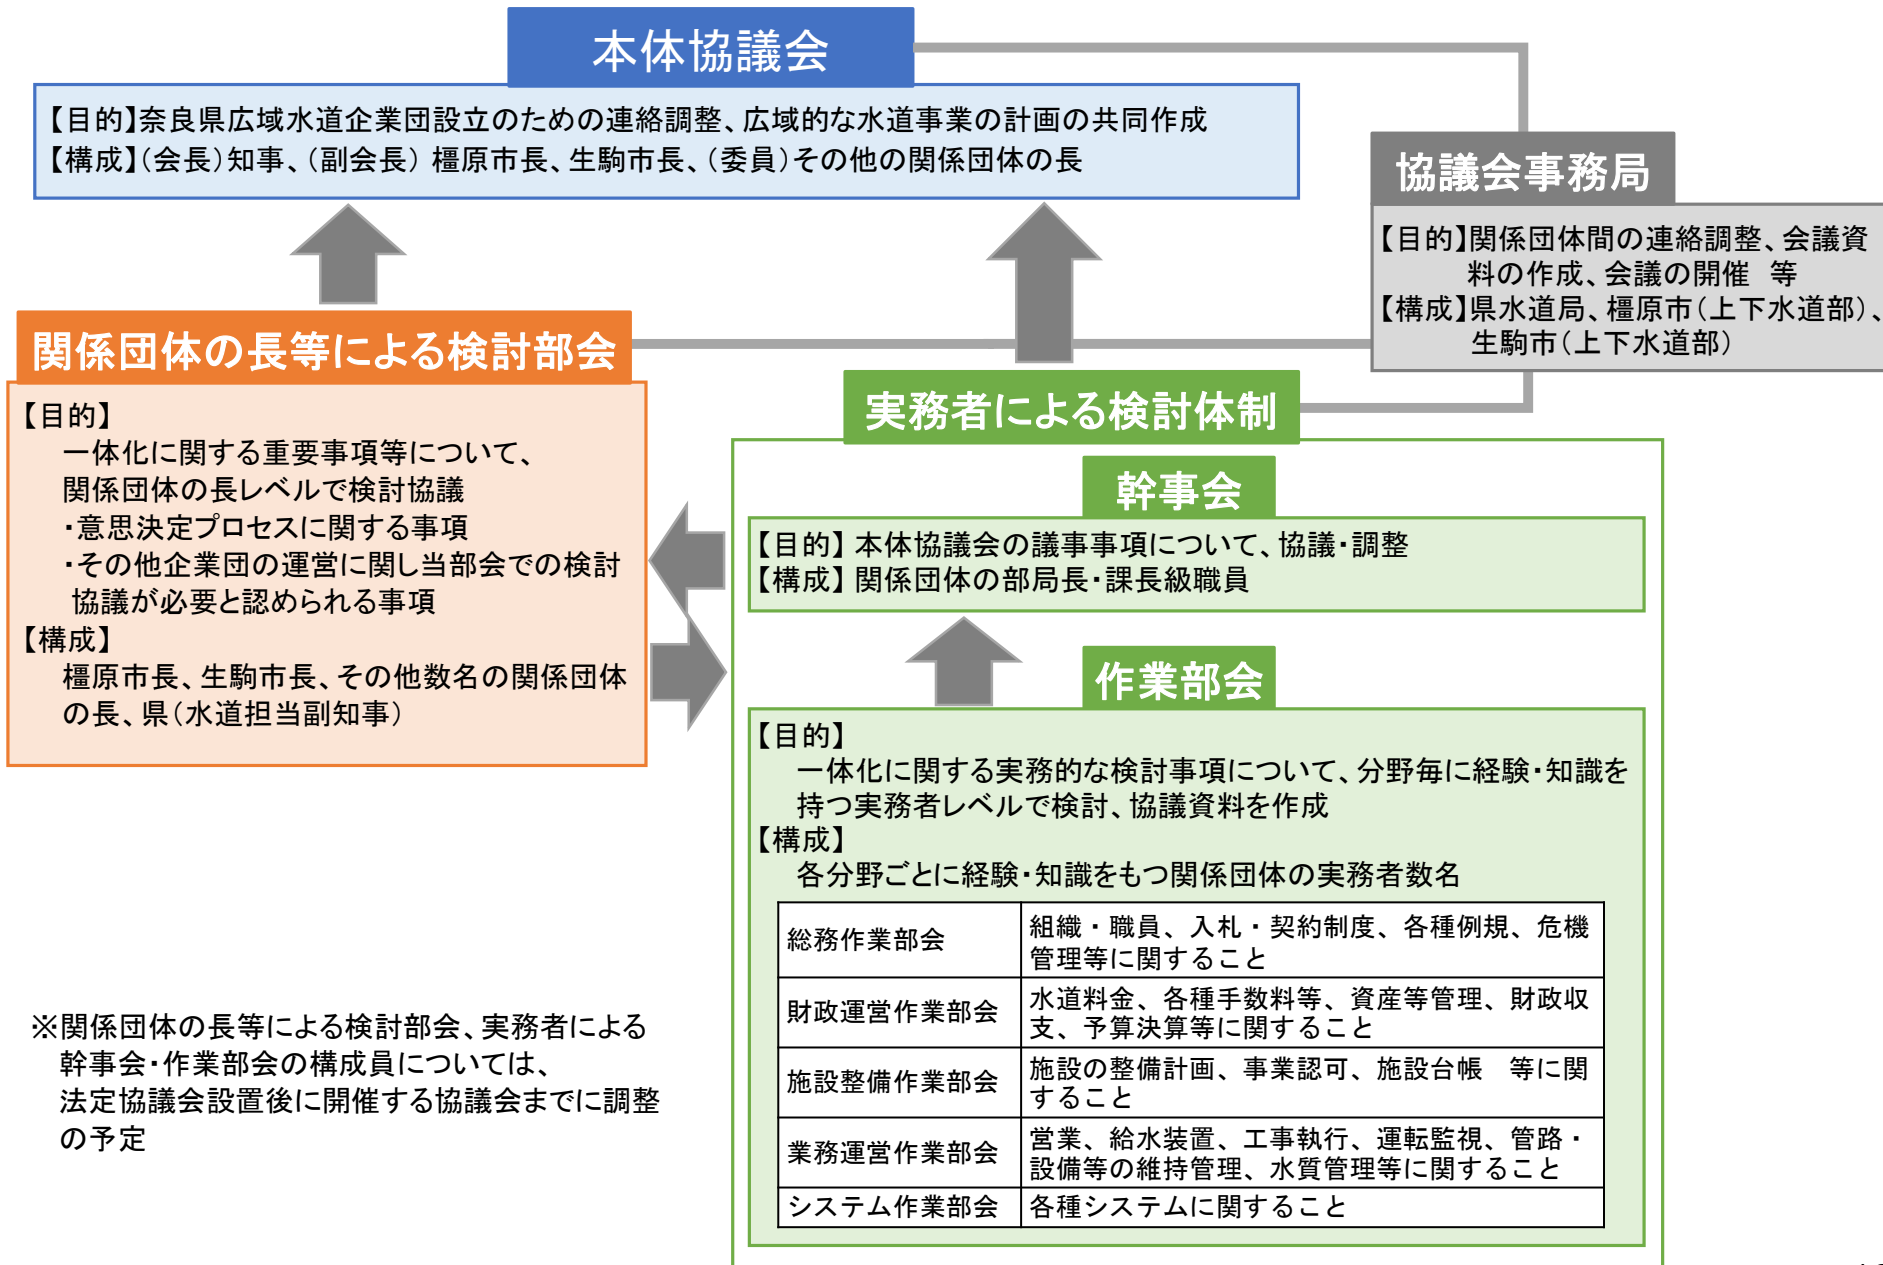 本体協議会
【目的】奈良県広域水道企業団設立のための連絡調整、広域的な水道事業の計画の共同作成
【構成】（会長）知事、（副会長） 橿原市長、生駒市長、（委員）その他の関係団体の長
協議会事務局
【目的】関係団体間の連絡調整、会議資
料の作成、会議の開催　等
【構成】県水道局、橿原市（上下水道部）、
生駒市（上下水道部）
関係団体の長等による検討部会
【目的】
一体化に関する重要事項等について、
関係団体の長レベルで検討協議
・意思決定プロセスに関する事項
・その他企業団の運営に関し当部会での検討
協議が必要と認められる事項
【構成】
橿原市長、生駒市長、その他数名の関係団体
の長、県（水道担当副知事）
実務者による検討体制
幹事会
【目的】 本体協議会の議事事項について、協議・調整
【構成】 関係団体の部局長・課長級職員
作業部会
【目的】
一体化に関する実務的な検討事項について、分野毎に経験・知識を
持つ実務者レベルで検討、協議資料を作成
【構成】
各分野ごとに経験・知識をもつ関係団体の実務者数名
総務作業部会
組織・職員、入札・契約制度、各種例規、危機
管理等に関すること
財政運営作業部会
水道料金、各種手数料等、資産等管理、財政収
支、予算決算等に関すること
施設整備作業部会
施設の整備計画、事業認可、施設台帳　等に関
すること
業務運営作業部会
営業、給水装置、工事執行、運転監視、管路・
設備等の維持管理、水質管理等に関すること
システム作業部会
各種システムに関すること
※関係団体の長等による検討部会、実務者による
幹事会・作業部会の構成員については、
法定協議会設置後に開催する協議会までに調整
の予定